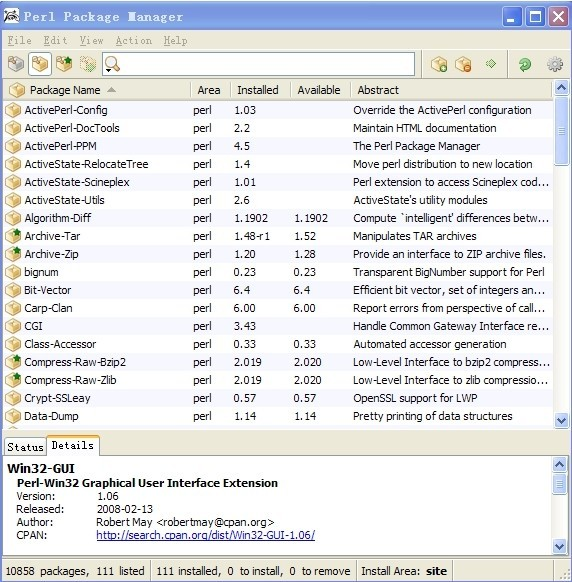 Perl Package Manager
File Edit View Action Help
Package Name Area Installed Available Abstract
ActivePerl-Config perl 1.03 Override the ActivePerl configuration
ActivePerl-DocTools perl 2.2 Maintain HTML documentation
ActivePerl-PPM perl 4.5 The Perl Package Manager
ActiveState-RelocateTree perl 1.4 Move perl distribution to new location
ActiveState-Scineplex perl 1.01 Perl extension to access Scineplex cod...
ActiveState-Utils perl 2.6 ActiveState's utility modules
Algorithm-Diff perl 1.1902 1.1902 Compute `intelligent' differences betw...
Archive-Tar perl 1.48-r1 1.52 Manipulates TAR archives
Archive-Zip perl 1.20 1.28 Provide an interface to ZIP archive files.
bignum perl 0.23 0.23 Transparent BigNumber support for Perl
Bit-Vector perl 6.4 6.4 Efficient bit vector, set of integers an...
Carp-Clan perl 6.00 6.00 Report errors from perspective of call...
CGI perl 3.43 Handle Common Gateway Interface re...
Class-Accessor perl 0.33 0.33 Automated accessor generation
Compress-Raw-Bzip2 perl 2.019 2.020 Low-Level Interface to bzip2 compress...
Compress-Raw-Zlib perl 2.019 2.020 Low-Level Interface to zlib compressio...
Crypt-SSLeay perl 0.57 0.57 OpenSSL support for LWP
Data-Dump perl 1.14 1.14 Pretty printing of data structures
Status Details
Win32-GUI
Perl-Win32 Graphical User Interface Extension
Version: 1.06
Released: 2008-02-13
Author: Robert May <robertmay@cpan.org>
CPAN: http://search.cpan.org/dist/Win32-GUI-1.06/
10858 packages, 111 listed 111 installed, 0 to install, 0 to remove Install Area: site